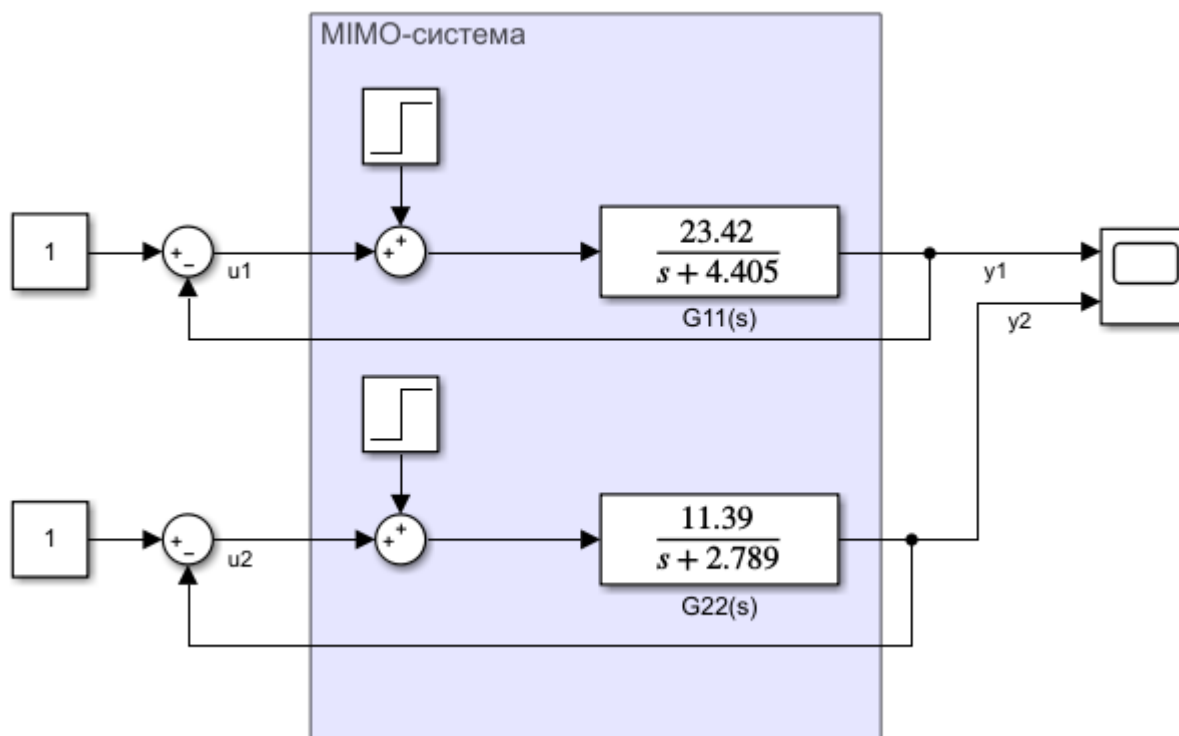 MIMO-система
1
+
−
u1
+
+
23.42
s + 4.405
G11(s)
y1
y2
1
+
−
u2
+
+
11.39
s + 2.789
G22(s)